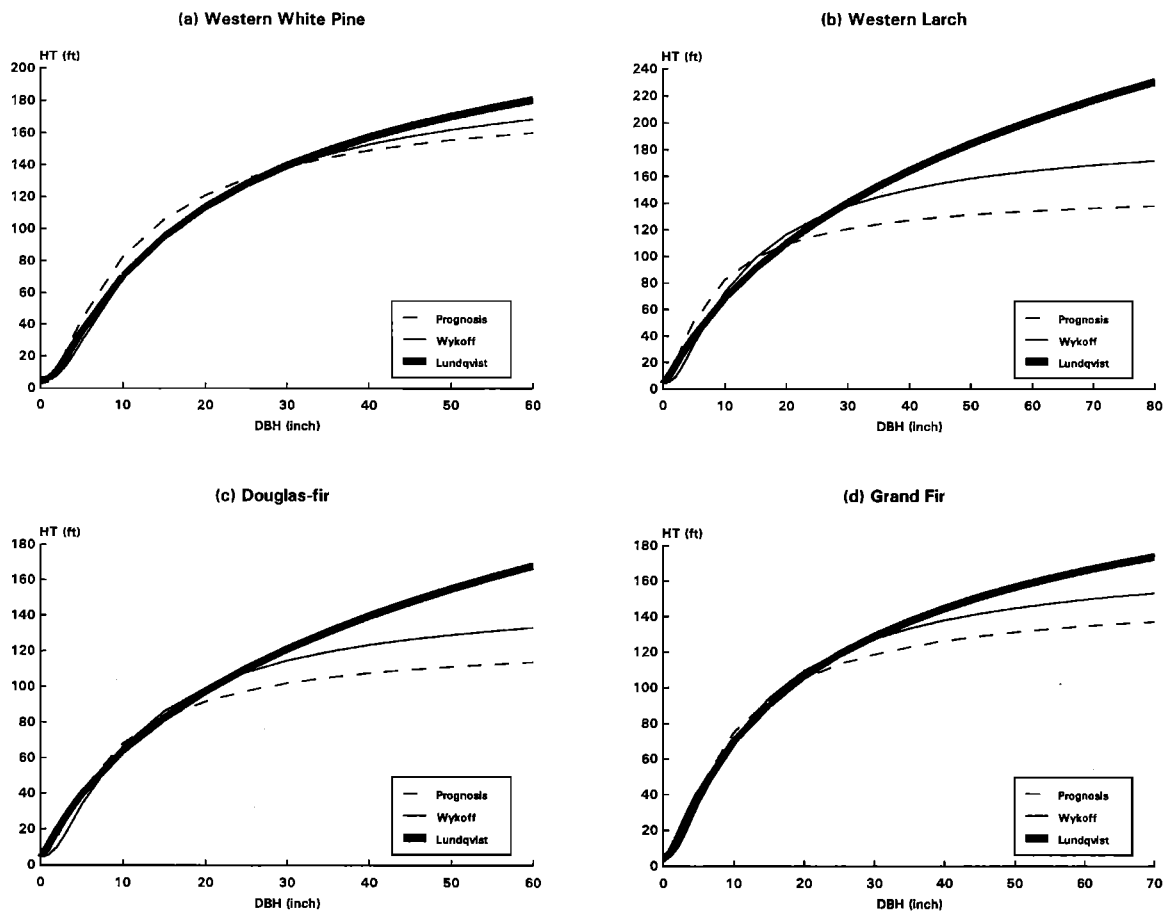 (a) Western White Pine
HT (ft)
200
180
160
140
120
100
80
60
40
20
0
0 10 20 30 40 50 60
DBH (inch)
Prognosis
Wykoff
Lundqvist
(b) Western Larch
HT (ft)
240
220
200
180
160
140
120
100
80
60
40
20
0
0 10 20 30 40 50 60 70 80
DBH (inch)
Prognosis
Wykoff
Lundqvist
(c) Douglas-fir
HT (ft)
180
160
140
120
100
80
60
40
20
0
0 10 20 30 40 50 60
DBH (inch)
Prognosis
Wykoff
Lundqvist
(d) Grand Fir
HT (ft)
180
160
140
120
100
80
60
40
20
0
0 10 20 30 40 50 60 70
DBH (inch)
Prognosis
Wykoff
Lundqvist